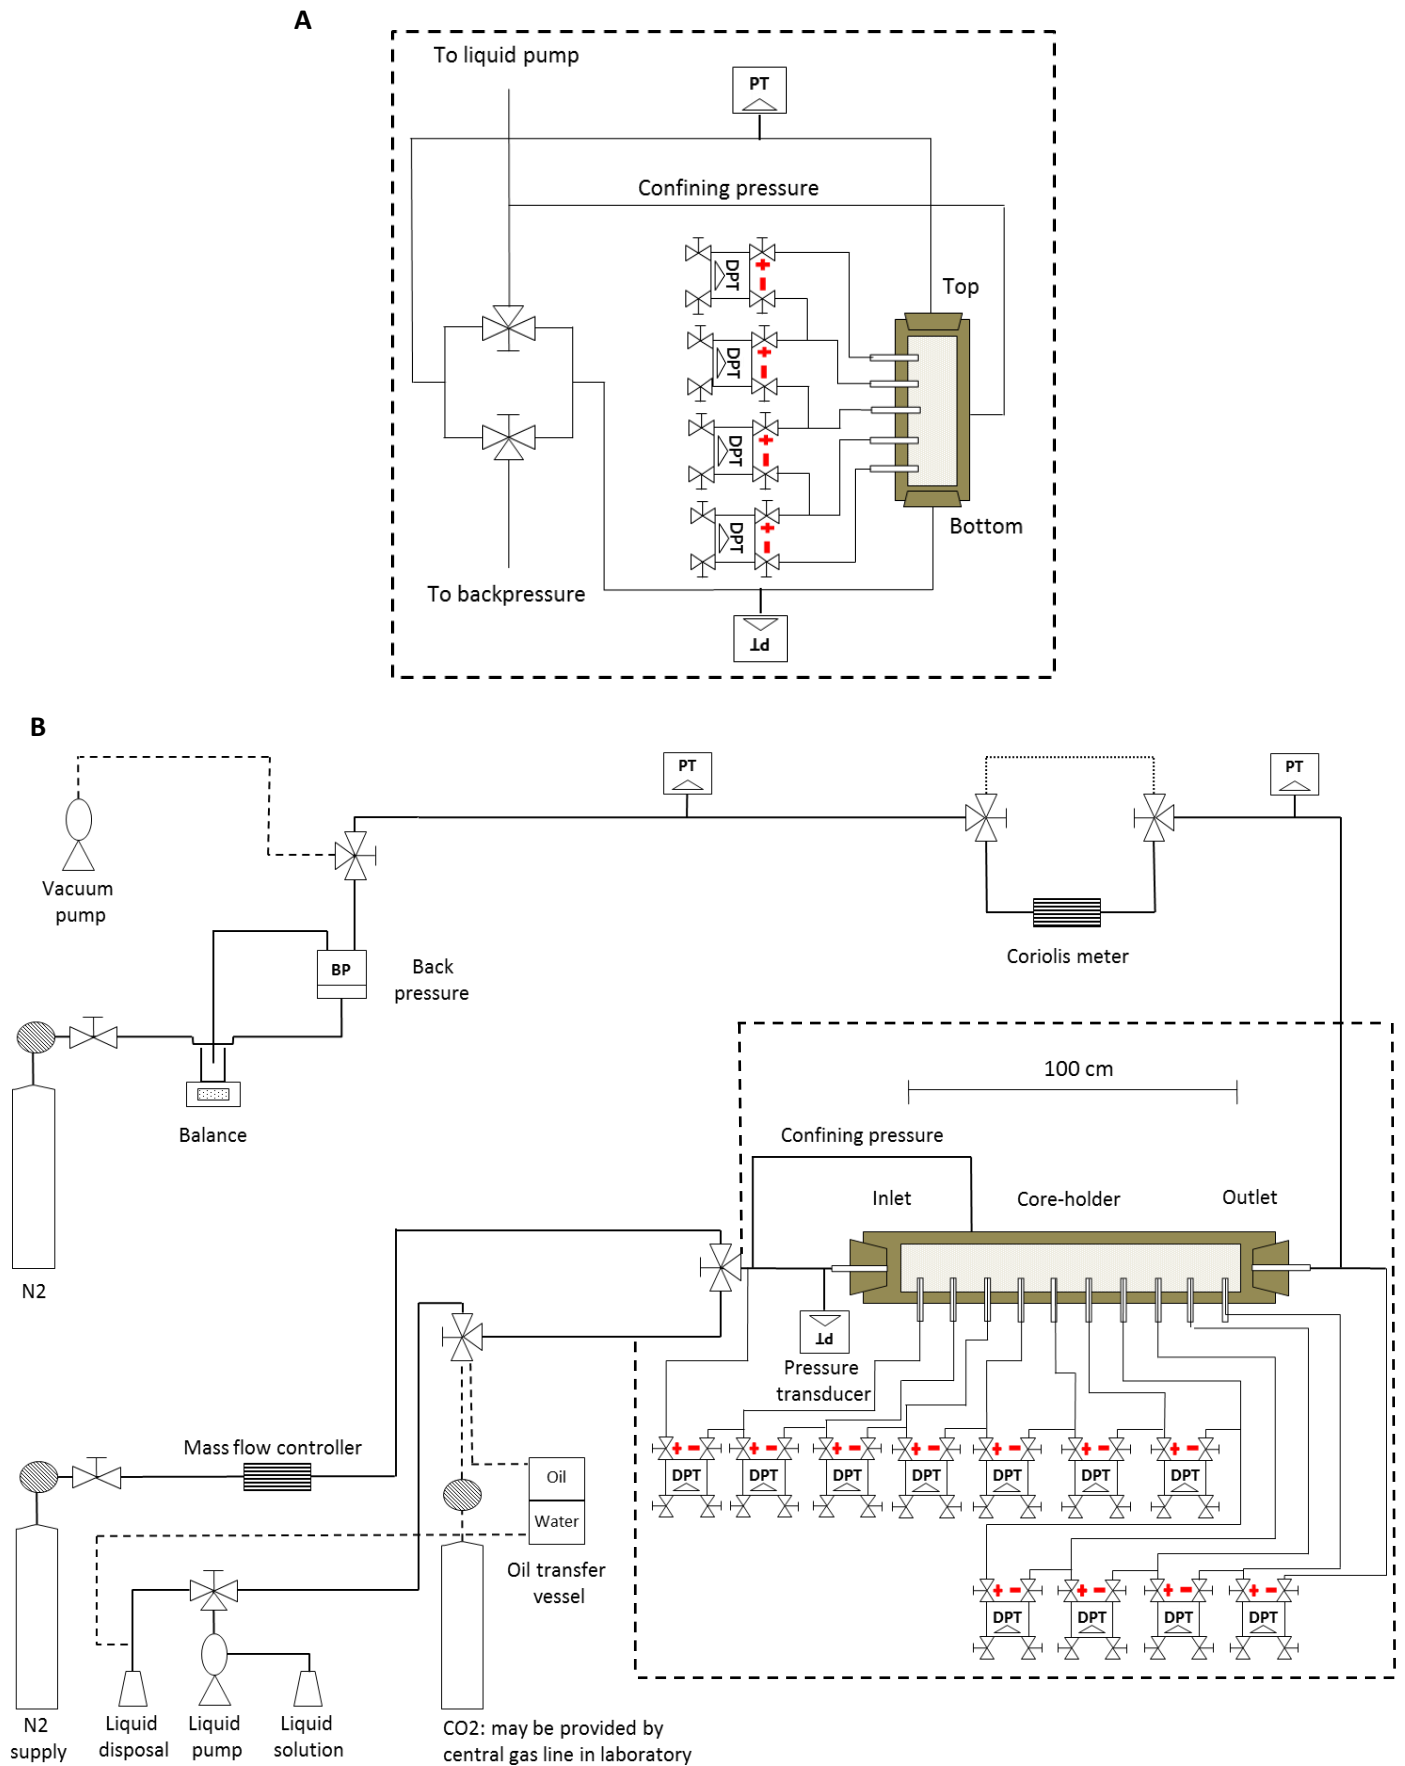 A
To liquid pump
PT
Confining pressure
DPT
+
-
Top
DPT
+
-
DPT
+
-
DPT
+
-
Bottom
To backpressure
PT
B
PT
PT
Vacuum
pump
Coriolis meter
BP
Back
pressure
100 cm
Balance
Confining pressure
Inlet
Core-holder
Outlet
N2
PT
Pressure
transducer
Mass flow controller
+ -
+ -
+ -
+ -
+ -
+ -
+ -
DPT
DPT
DPT
DPT
DPT
DPT
DPT
Oil
Water
Oil transfer
vessel
+ -
+ -
+ -
+ -
DPT
DPT
DPT
DPT
N2
supply
Liquid
disposal
Liquid
pump
Liquid
solution
CO2: may be provided by
central gas line in laboratory